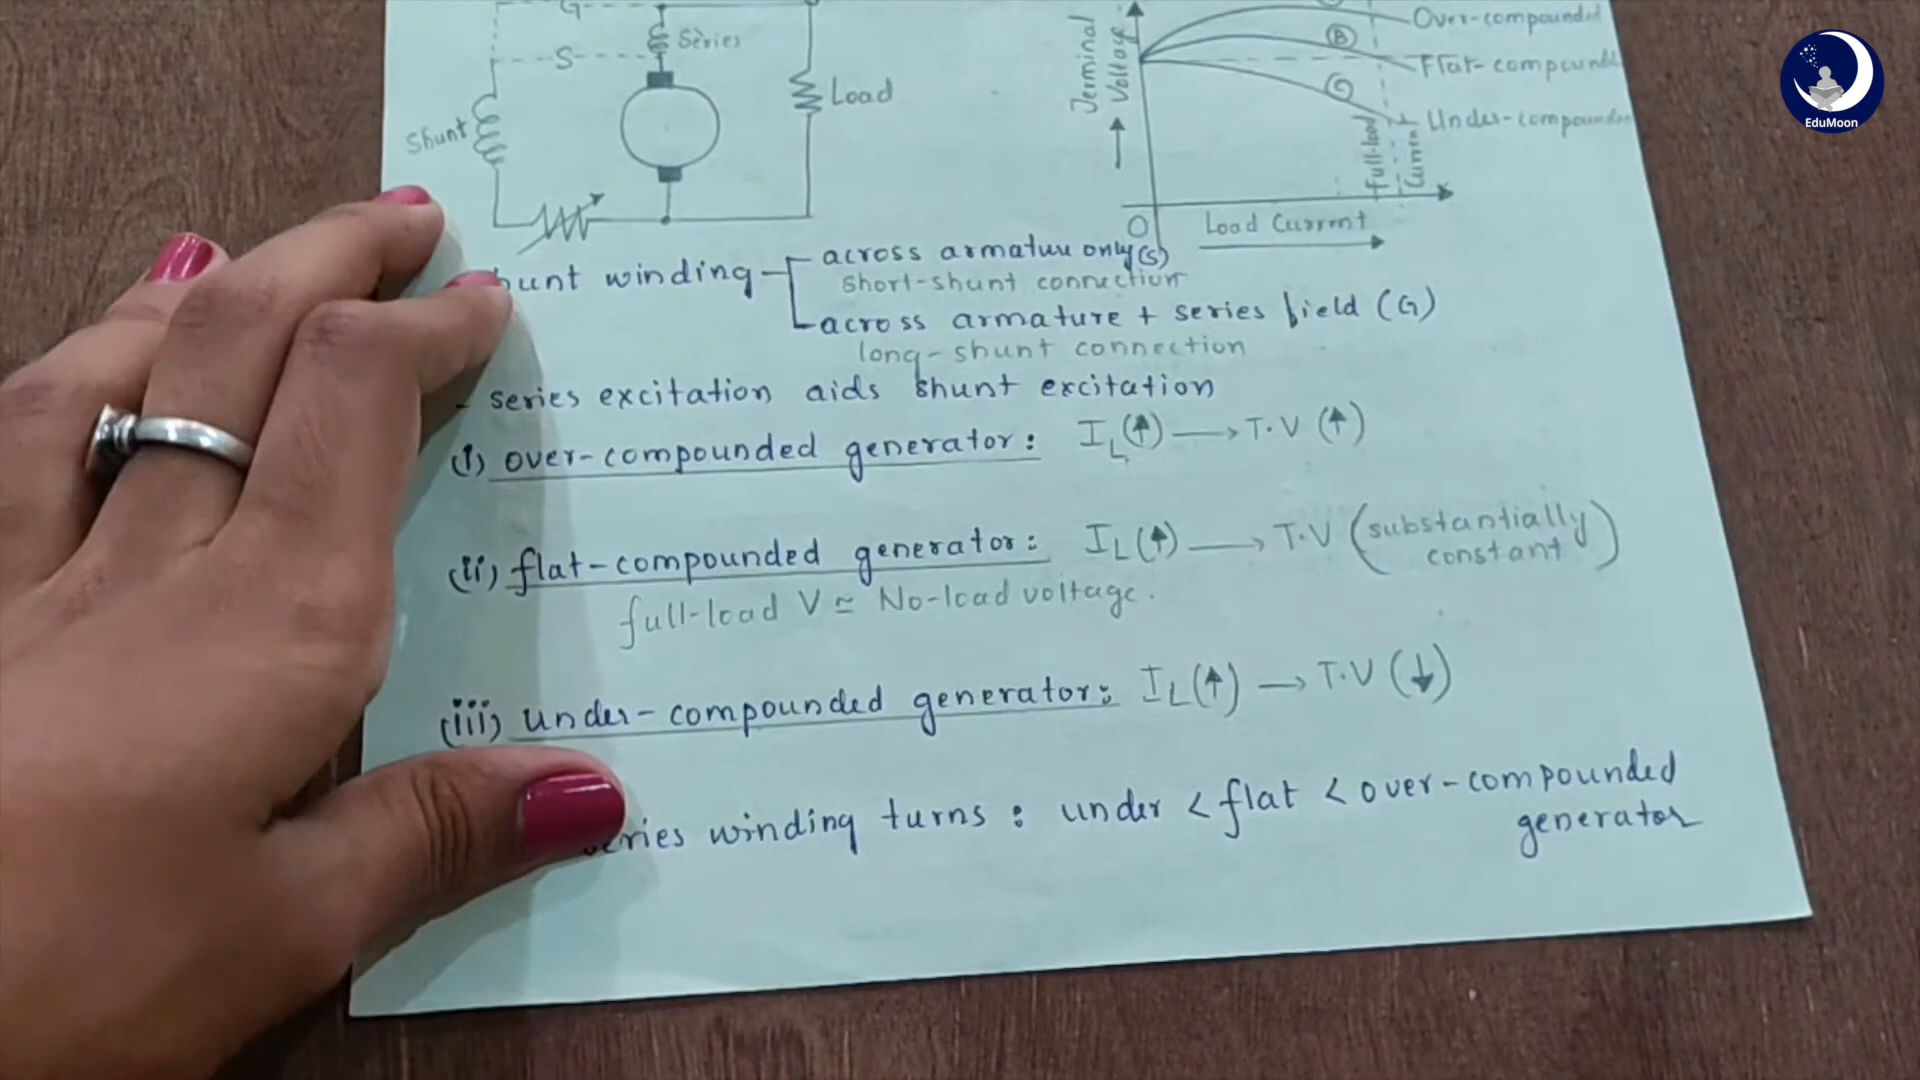 G
Over-compounded
Series
B
S
Flat-compound
Load
Shunt
C
Under-compounded
Terminal
Voltage
Full-load
Current
O
Load Current
EduMoon
hunt winding
across armature only (S)
short-shunt connection
across armature + series field (G)
long-shunt connection
- series excitation aids shunt excitation
(i) over-compounded generator: IL(↑) → T.V (↑)
(ii) flat-compounded generator: IL(↑) → T.V (substantially
constant)
full-load V ≃ No-load voltage.
(iii) under-compounded generator: IL(↑) → T.V (↓)
eries winding turns: under < flat < over-compounded
generator